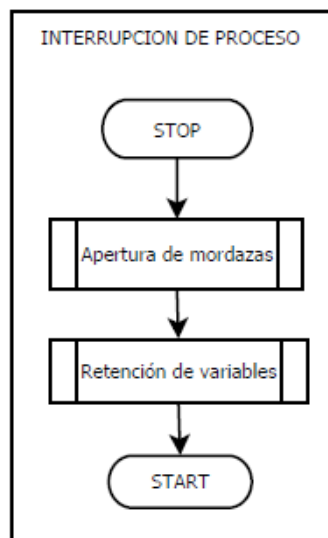 INTERRUPCION DE PROCESO
STOP
Apertura de mordazas
Retención de variables
START